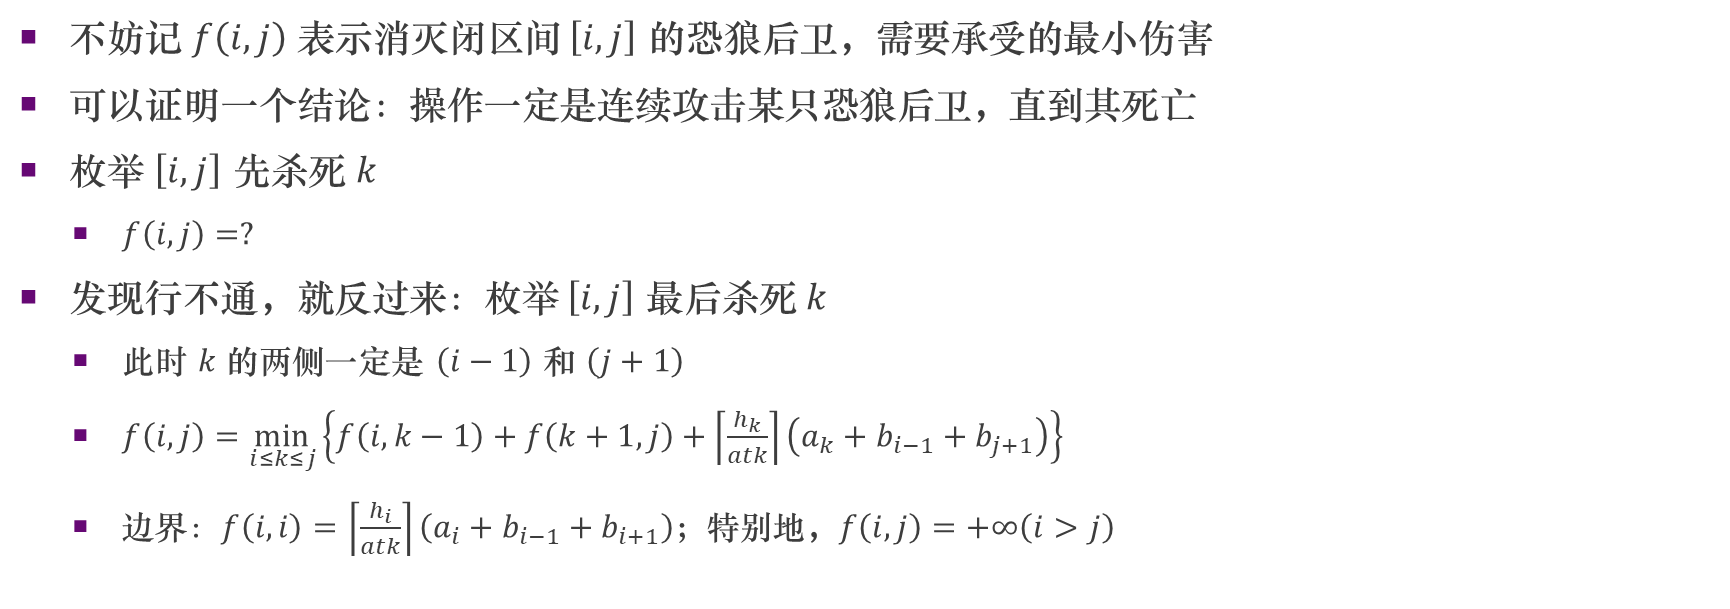 不妨记 f(i,j) 表示消灭闭区间 [i,j] 的恐狼后卫，需要承受的最小伤害
可以证明一个结论：操作一定是连续攻击某只恐狼后卫，直到其死亡
枚举 [i,j] 先杀死 k
f(i,j) =?
发现行不通，就反过来：枚举 [i,j] 最后杀死 k
此时 k 的两侧一定是 (i − 1) 和 (j + 1)
f(i,j) = min_{i≤k≤j} {f(i,k − 1) + f(k + 1,j) + ⌈h_k/atk⌉(a_k + b_{i−1} + b_{j+1})}
边界：f(i,i) = ⌈h_i/atk⌉(a_i + b_{i−1} + b_{i+1})；特别地，f(i,j) = +∞(i > j)